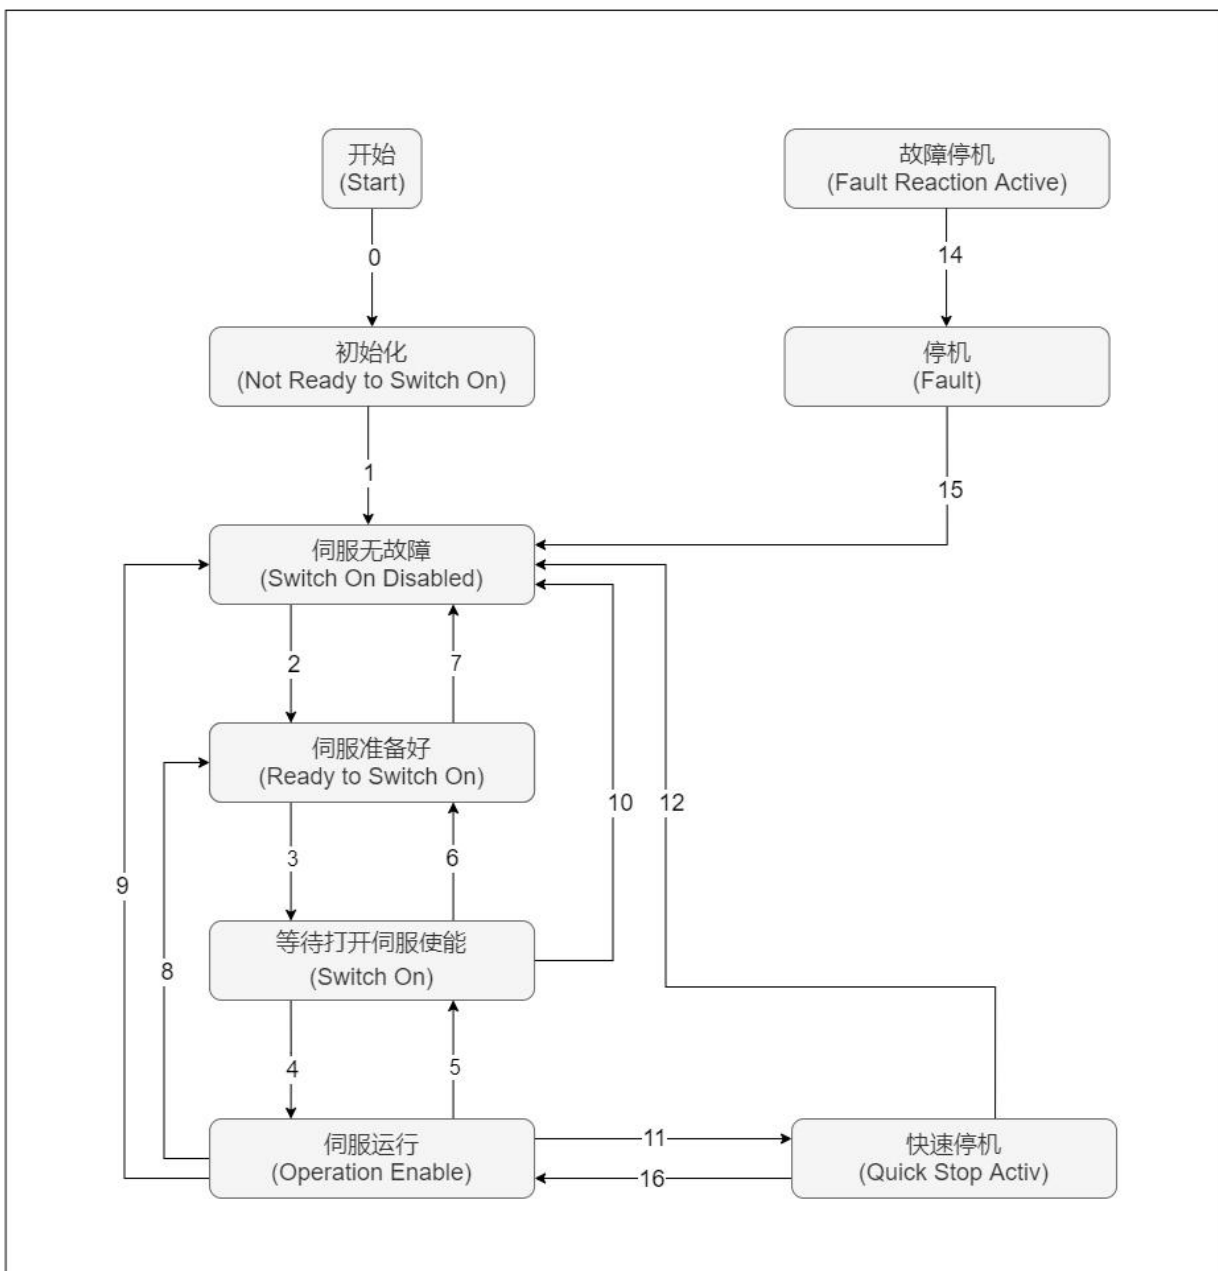 开始
(Start)
故障停机
(Fault Reaction Active)
0
14
初始化
(Not Ready to Switch On)
停机
(Fault)
1
15
伺服无故障
(Switch On Disabled)
2
7
伺服准备好
(Ready to Switch On)
10
12
3
6
9
等待打开伺服使能
(Switch On)
8
4
5
伺服运行
(Operation Enable)
11
16
快速停机
(Quick Stop Activ)